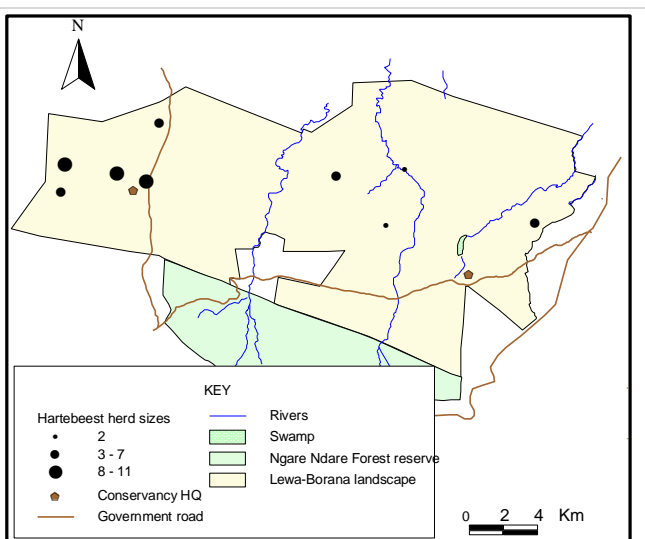 N
KEY
Hartebeest herd sizes
2
3 - 7
8 - 11
Conservancy HQ
Government road
Rivers
Swamp
Ngare Ndare Forest reserve
Lewa-Borana landscape
0 2 4 Km